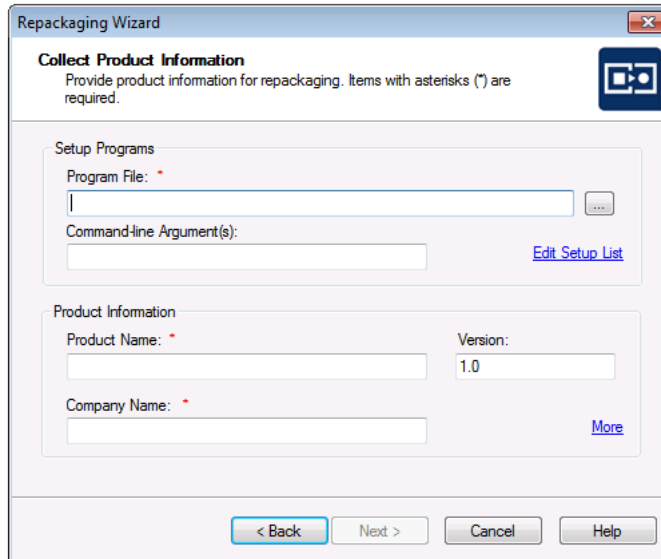 Repackaging Wizard
Collect Product Information
Provide product information for repackaging. Items with asterisks (*) are
required.
Setup Programs
Program File: *
...
Command-line Argument(s):
Edit Setup List
Product Information
Product Name: *
Version:
1.0
Company Name: *
More
< Back
Next >
Cancel
Help